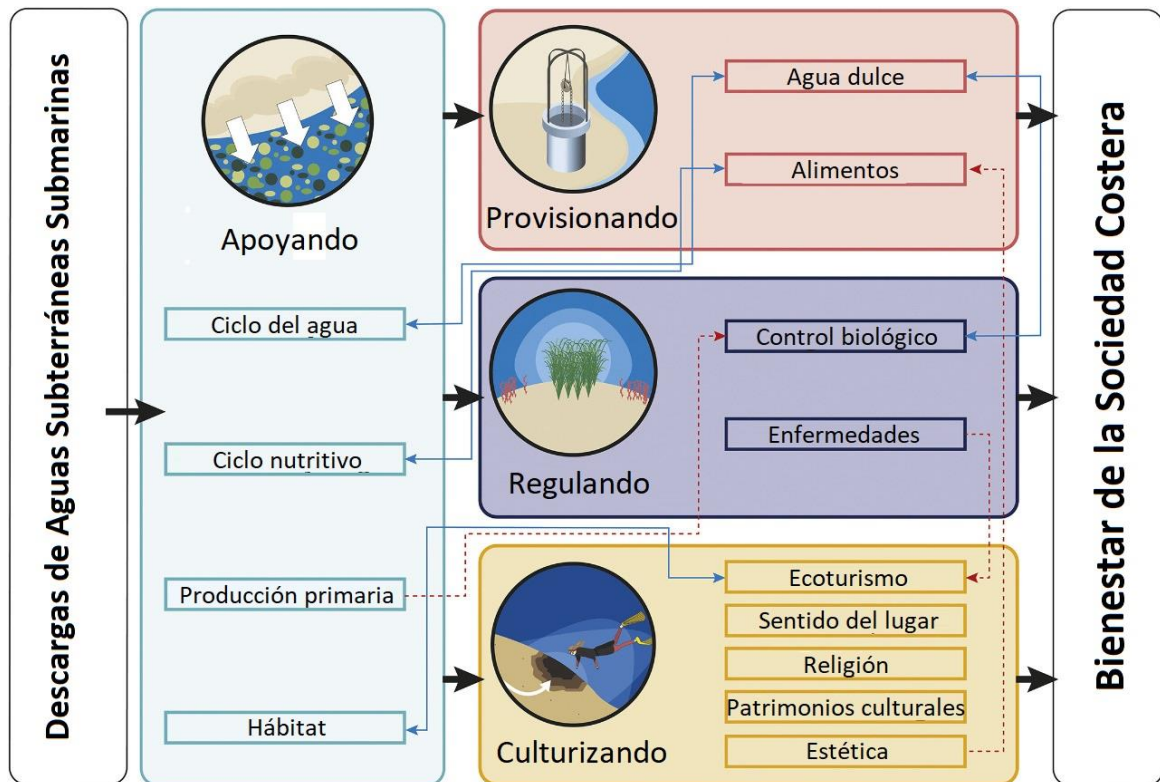 Descargas de Aguas Subterráneas Submarinas
Apoyando
Ciclo del agua
Ciclo nutritivo
Producción primaria
Hábitat
Provisionando
Agua dulce
Alimentos
Regulando
Control biológico
Enfermedades
Culturizando
Ecoturismo
Sentido del lugar
Religión
Patrimonios culturales
Estética
Bienestar de la Sociedad Costera